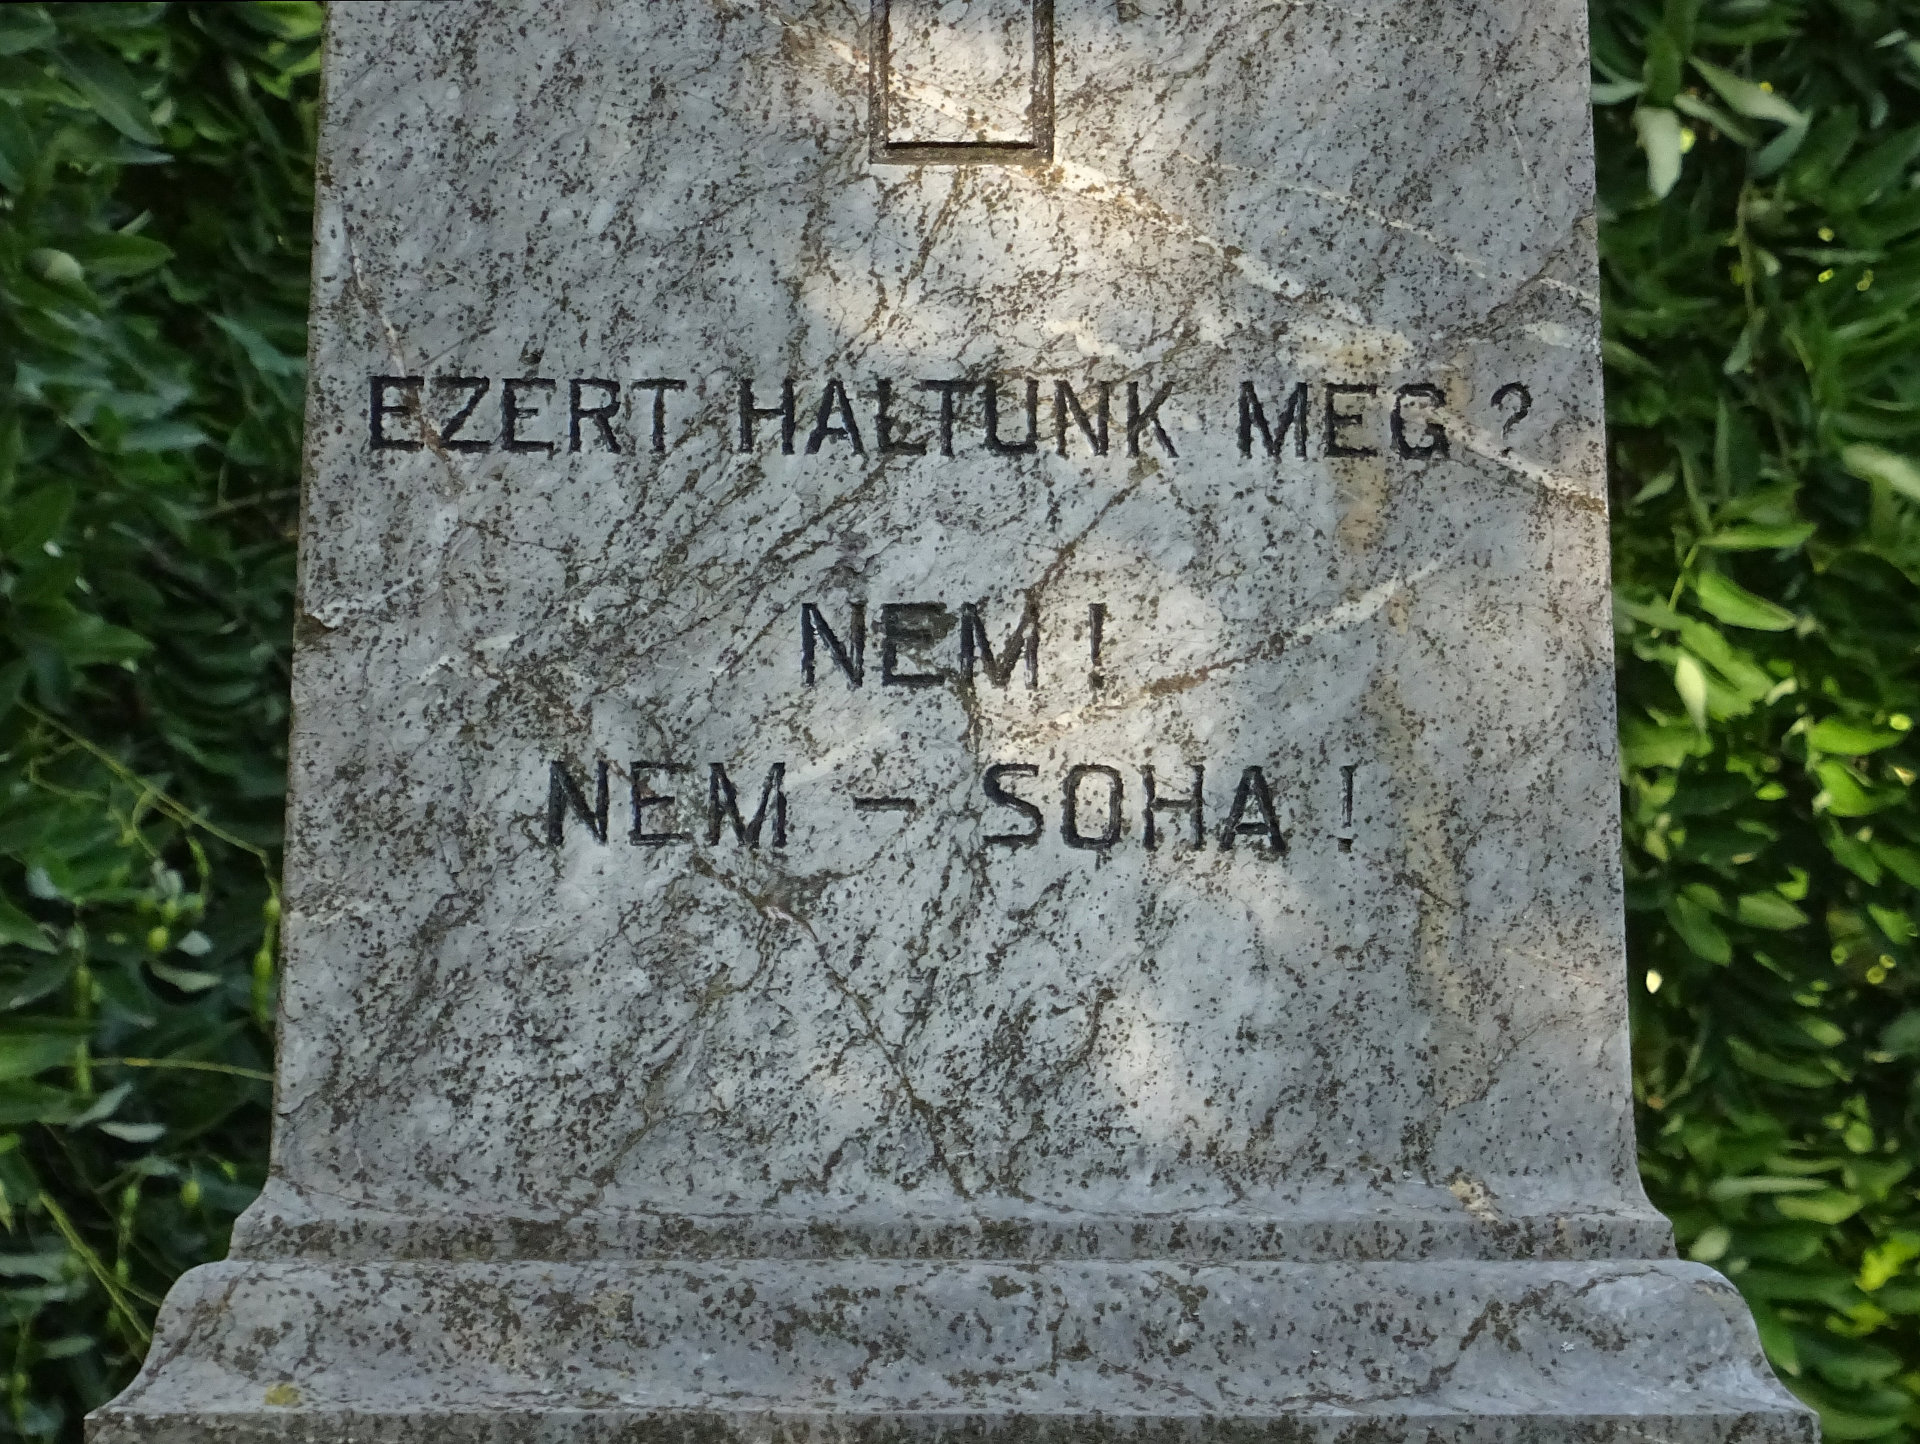 EZÉRT HALTUNK MEG ?
NEM !
NEM - SOHA !